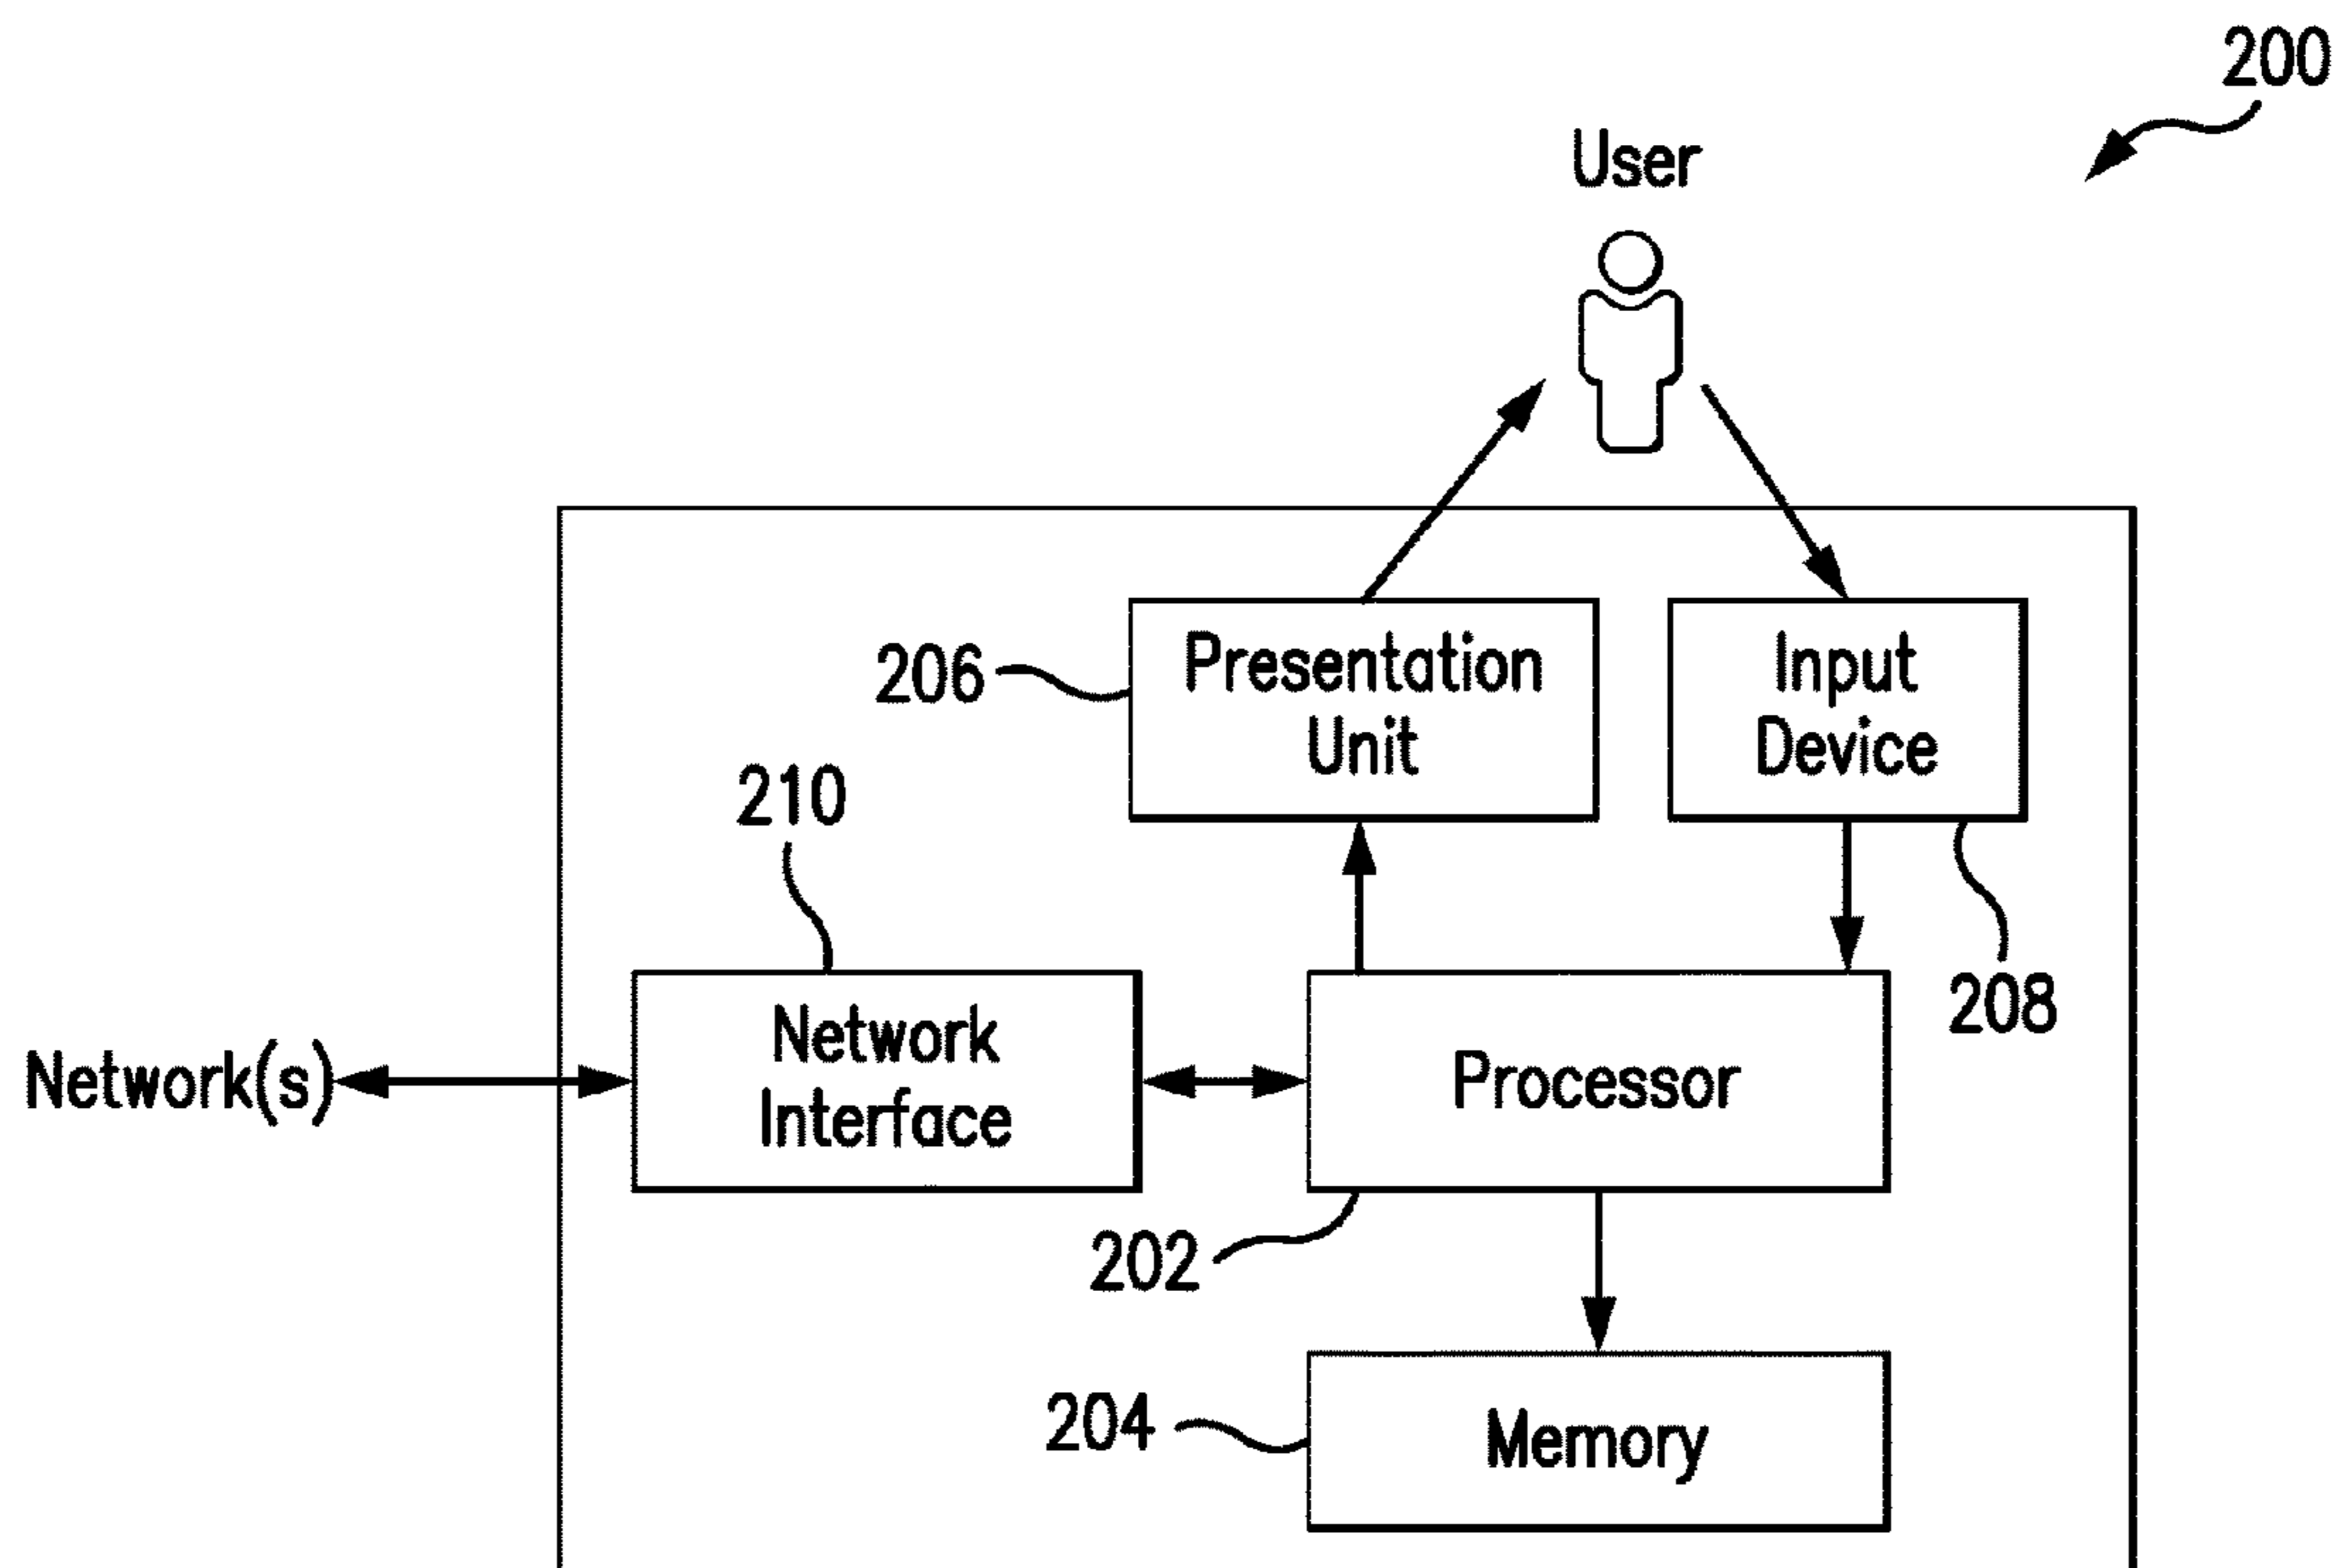 200
User
206
Presentation
Unit
Input
Device
210
208
Network(s)
Network
Interface
Processor
202
204
Memory